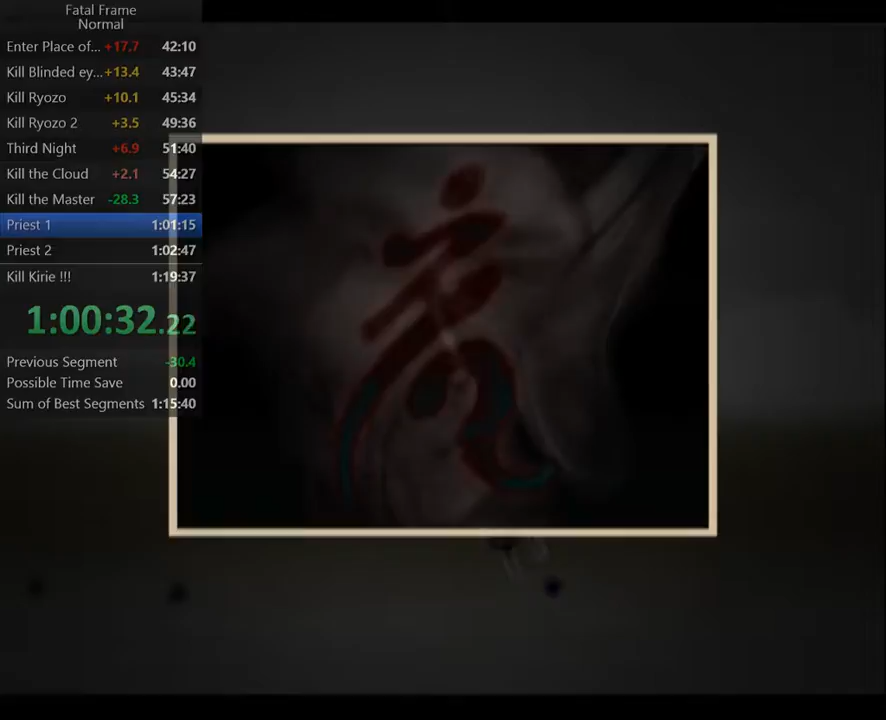 Fatal Frame
Normal
Enter Place of... +17.7 42:10
Kill Blinded ey... +13.4 43:47
Kill Ryozo +10.1 45:34
Kill Ryozo 2 +3.5 49:36
Third Night +6.9 51:40
Kill the Cloud +2.1 54:27
Kill the Master -28.3 57:23
Priest 1 1:01:15
Priest 2 1:02:47
Kill Kirie !!! 1:19:37
1:00:32.22
Previous Segment -30.4
Possible Time Save 0.00
Sum of Best Segments 1:15:40